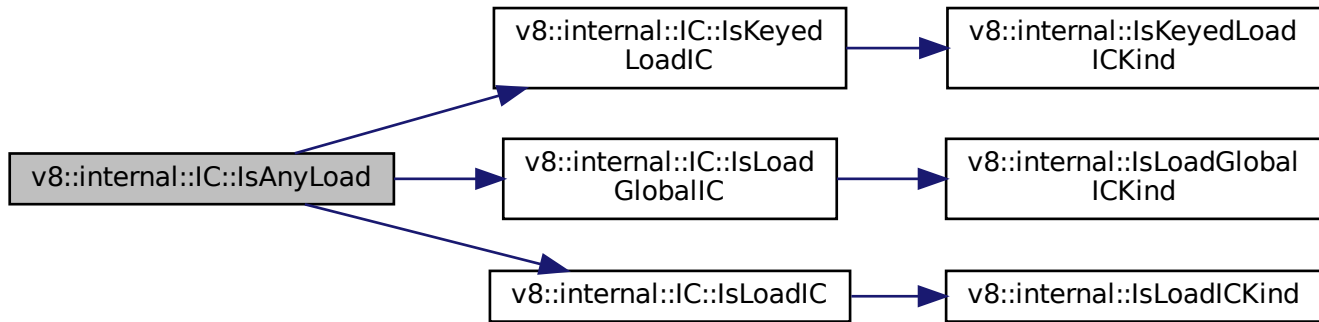 v8::internal::IC::IsAnyLoad
v8::internal::IC::IsKeyed
LoadIC
v8::internal::IsKeyedLoad
ICKind
v8::internal::IC::IsLoad
GlobalIC
v8::internal::IsLoadGlobal
ICKind
v8::internal::IC::IsLoadIC
v8::internal::IsLoadICKind